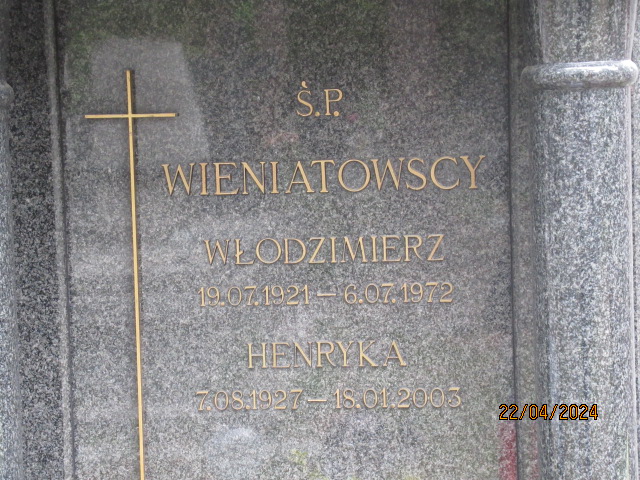 Ś.P.
WIENIATOWSCY
WŁODZIMIERZ
19.07.1921 – 6.07.1972
HENRYKA
7.08.1927 – 18.01.2003
22/04/2024